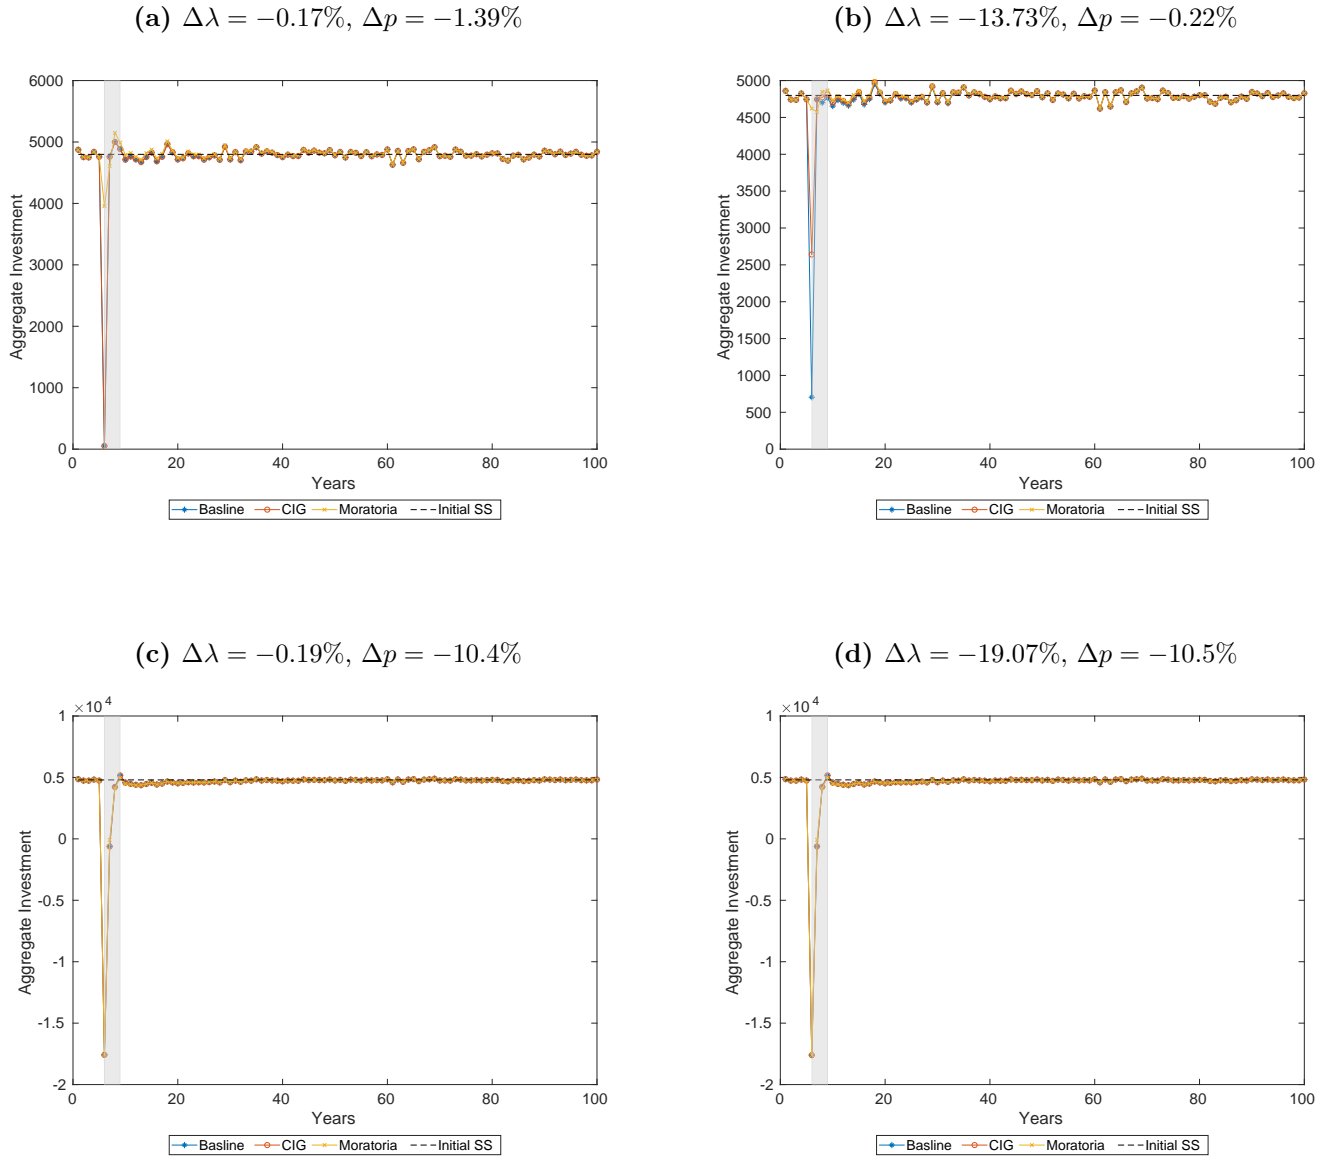 (a) Δλ = −0.17%, Δp = −1.39%
6000
5000
4000
3000
2000
1000
0
Aggregate Investment
0 20 40 60 80 100
Years
Basline CIG Moratoria Initial SS
(b) Δλ = −13.73%, Δp = −0.22%
5000
4500
4000
3500
3000
2500
2000
1500
1000
500
0
Aggregate Investment
0 20 40 60 80 100
Years
Basline CIG Moratoria Initial SS
(c) Δλ = −0.19%, Δp = −10.4%
×10^4
1
0.5
0
-0.5
-1
-1.5
-2
Aggregate Investment
0 20 40 60 80 100
Years
Basline CIG Moratoria Initial SS
(d) Δλ = −19.07%, Δp = −10.5%
×10^4
1
0.5
0
-0.5
-1
-1.5
-2
Aggregate Investment
0 20 40 60 80 100
Years
Basline CIG Moratoria Initial SS